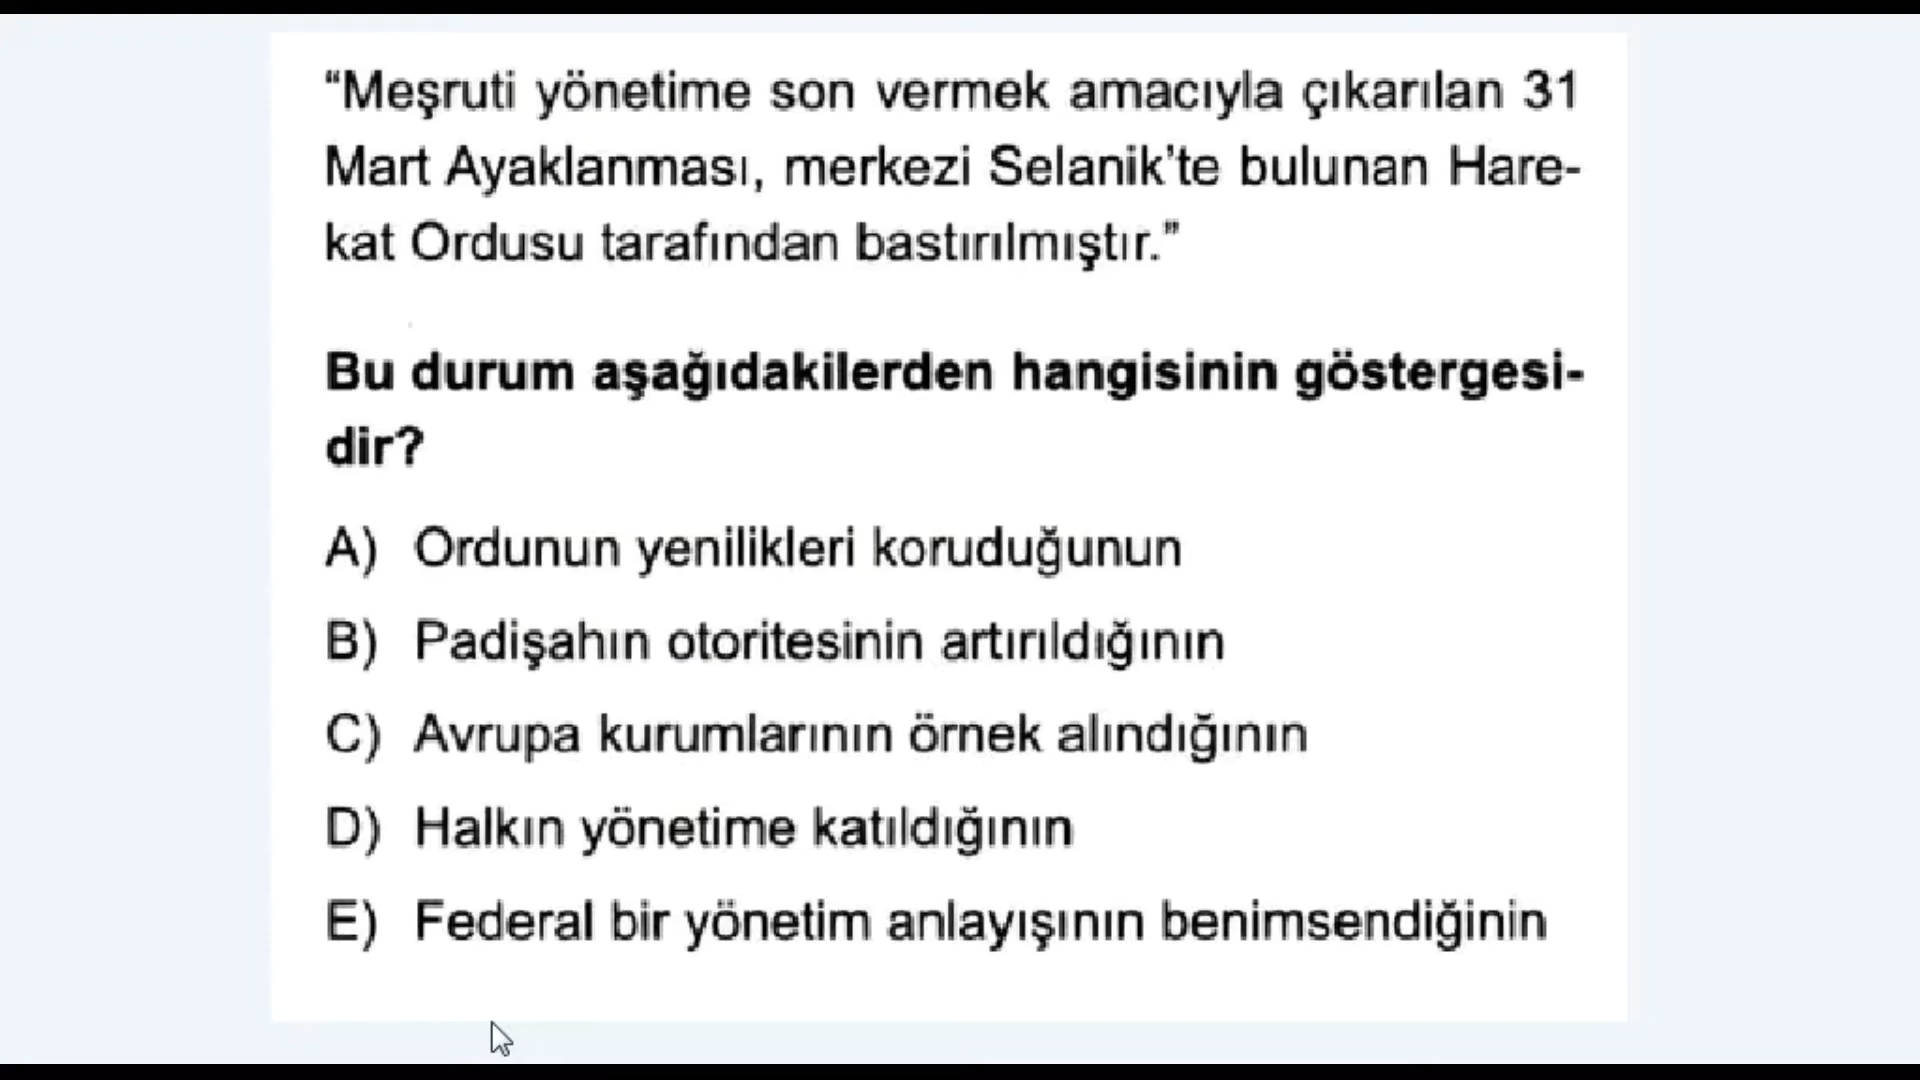 “Meşruti yönetime son vermek amacıyla çıkarılan 31
Mart Ayaklanması, merkezi Selanik’te bulunan Hare-
kat Ordusu tarafından bastırılmıştır.”
Bu durum aşağıdakilerden hangisinin göstergesi-
dir?
A) Ordunun yenilikleri koruduğunun
B) Padişahın otoritesinin artırıldığının
C) Avrupa kurumlarının örnek alındığının
D) Halkın yönetime katıldığının
E) Federal bir yönetim anlayışının benimsendiğinin